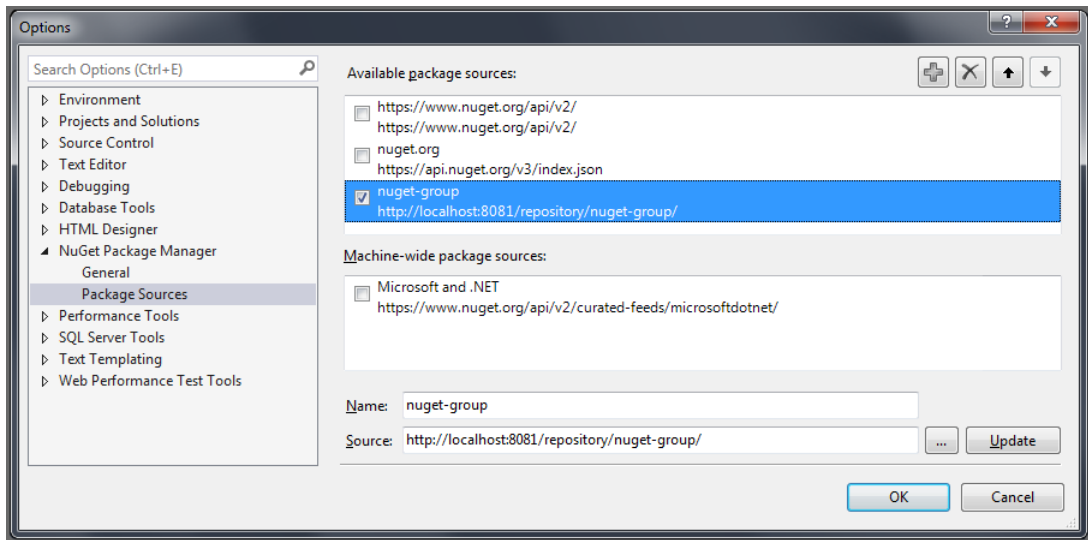 Options
Search Options (Ctrl+E)
Environment
Projects and Solutions
Source Control
Text Editor
Debugging
Database Tools
HTML Designer
NuGet Package Manager
General
Package Sources
Performance Tools
SQL Server Tools
Text Templating
Web Performance Test Tools
Available package sources:
https://www.nuget.org/api/v2/
https://www.nuget.org/api/v2/
nuget.org
https://api.nuget.org/v3/index.json
nuget-group
http://localhost:8081/repository/nuget-group/
Machine-wide package sources:
Microsoft and .NET
https://www.nuget.org/api/v2/curated-feeds/microsoftdotnet/
Name: nuget-group
Source: http://localhost:8081/repository/nuget-group/ ... Update
OK Cancel